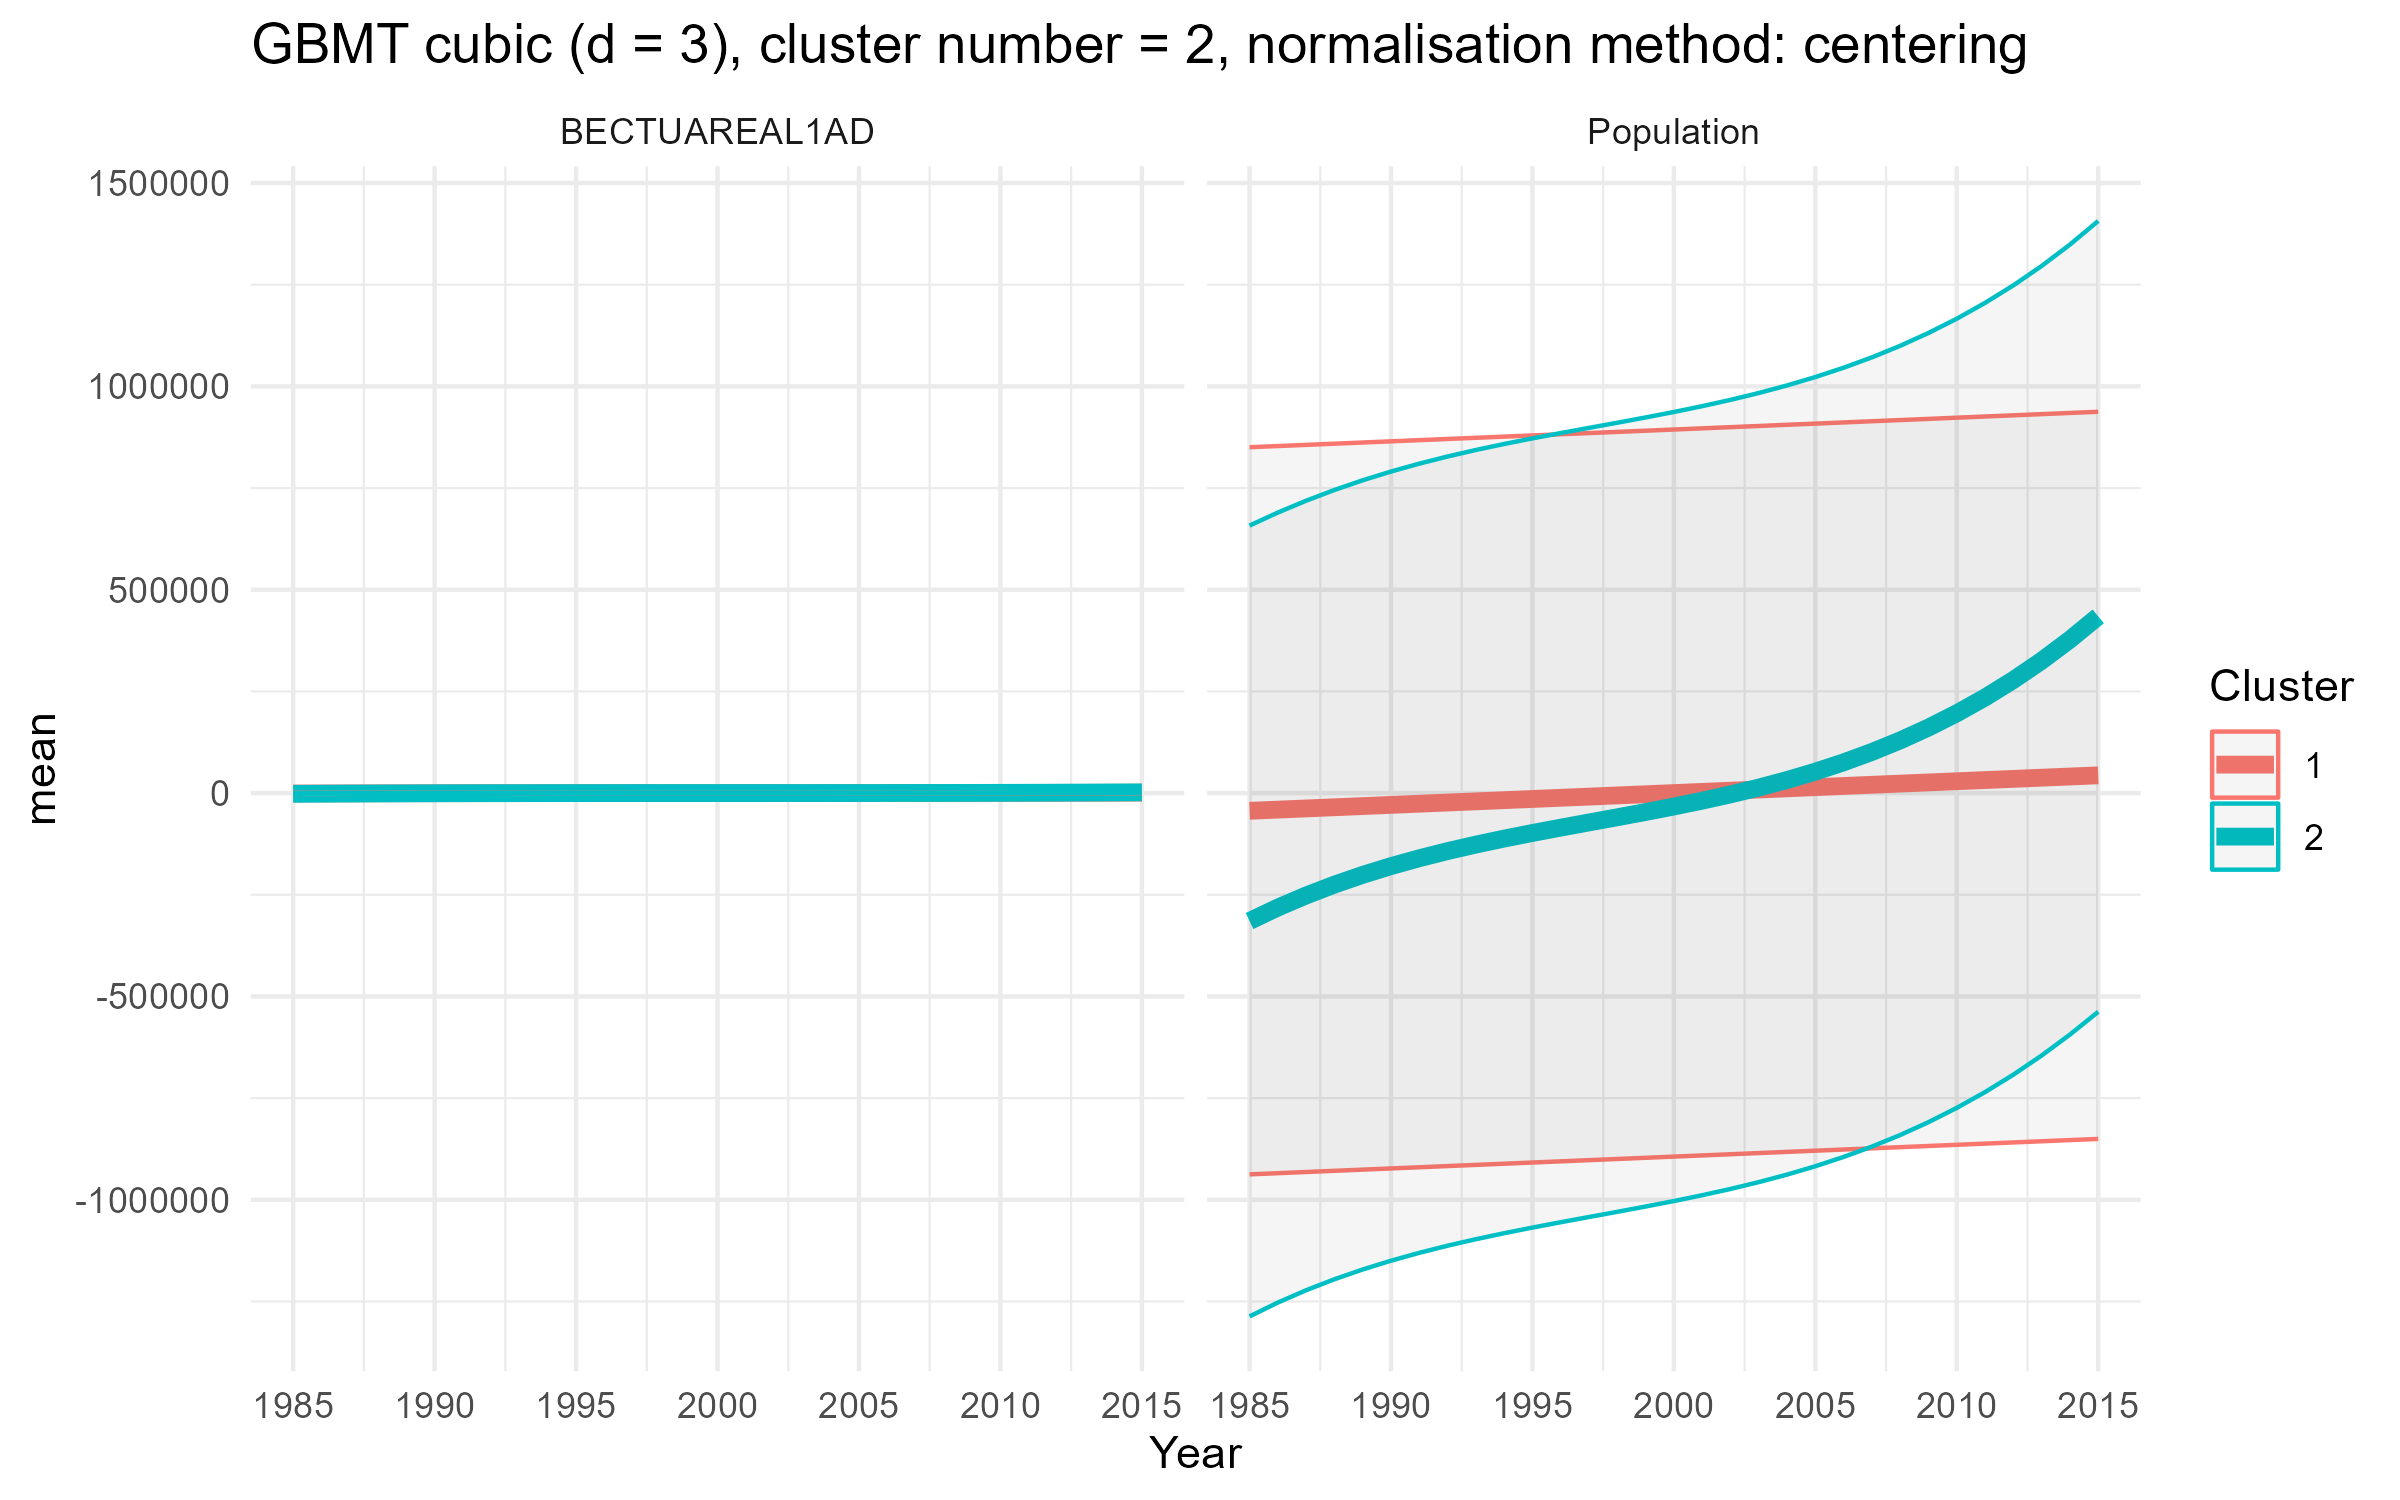 GBMT cubic (d = 3), cluster number = 2, normalisation method: centering
BECTUAREAL1AD
Population
1500000
1000000
500000
0
-500000
-1000000
mean
1985 1990 1995 2000 2005 2010 2015
1985 1990 1995 2000 2005 2010 2015
Year
Cluster
1
2